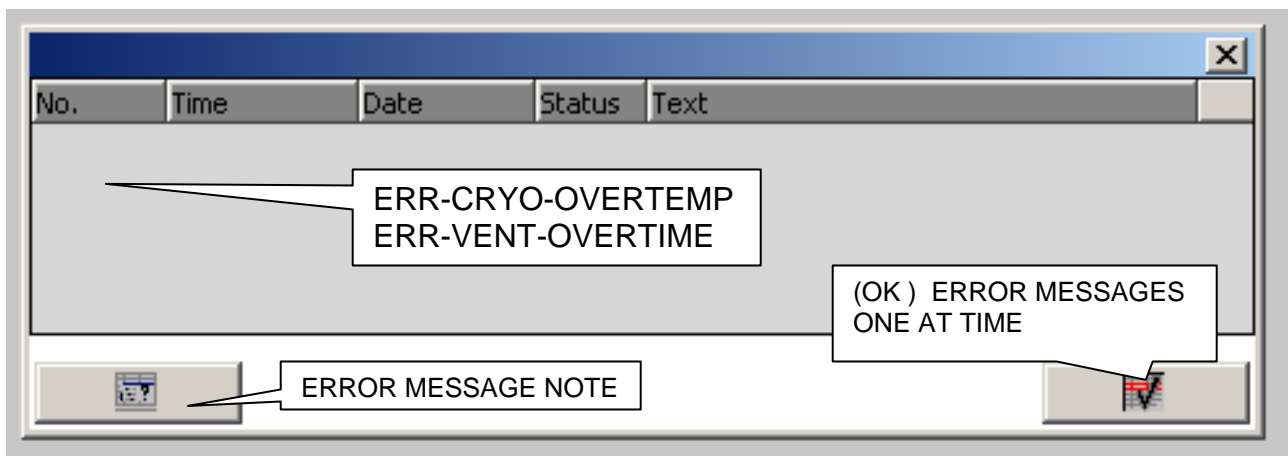 No. Time Date Status Text
ERR-CRYO-OVERTEMP
ERR-VENT-OVERTIME
(OK ) ERROR MESSAGES
ONE AT TIME
ERROR MESSAGE NOTE